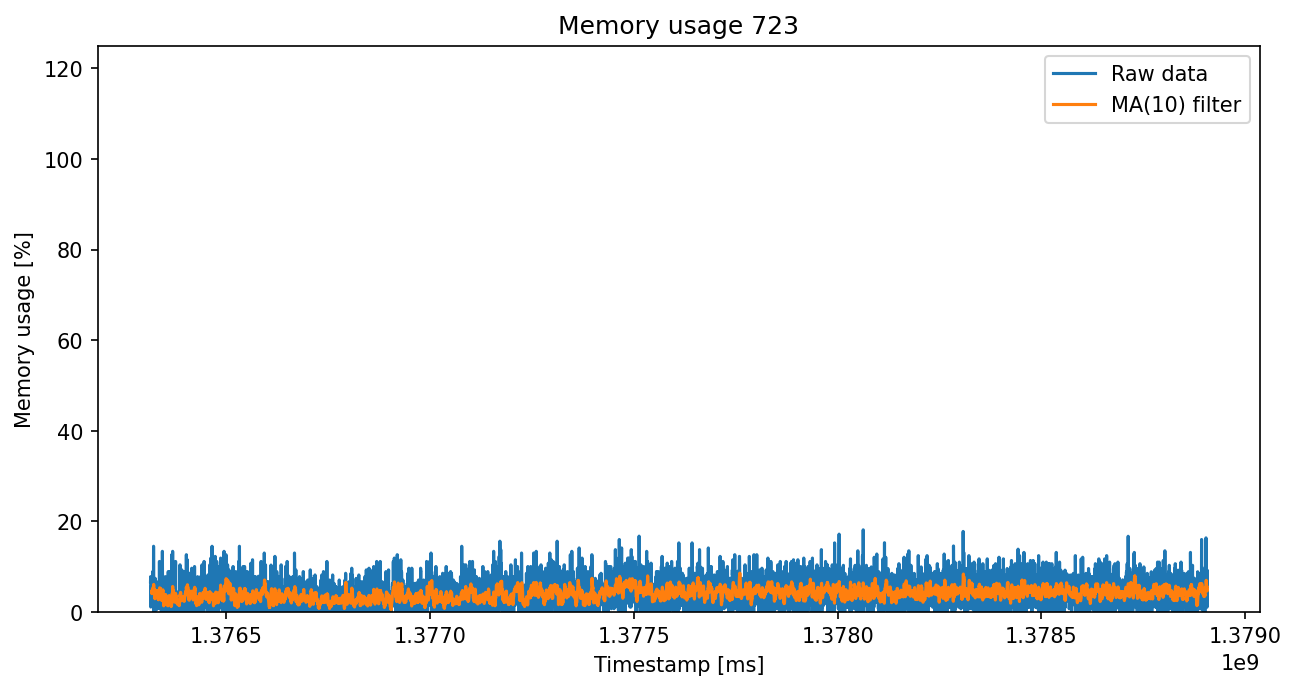 Memory usage 723
Raw data
MA(10) filter
Memory usage [%]
120
100
80
60
40
20
0
1.3765 1.3770 1.3775 1.3780 1.3785 1.3790
1e9
Timestamp [ms]